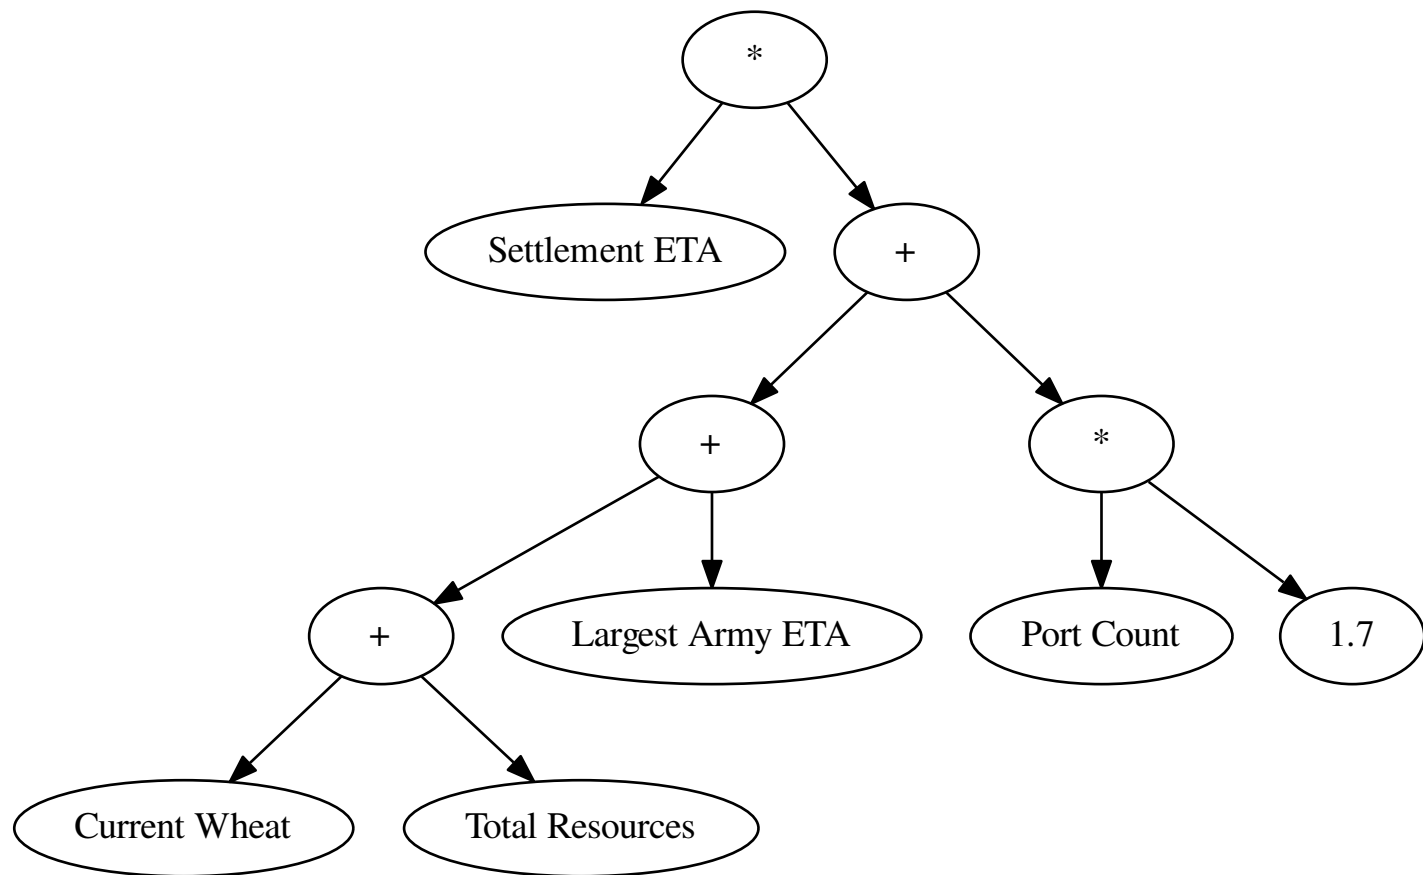 *
Settlement ETA
+
+
*
+
Largest Army ETA
Port Count
1.7
Current Wheat
Total Resources